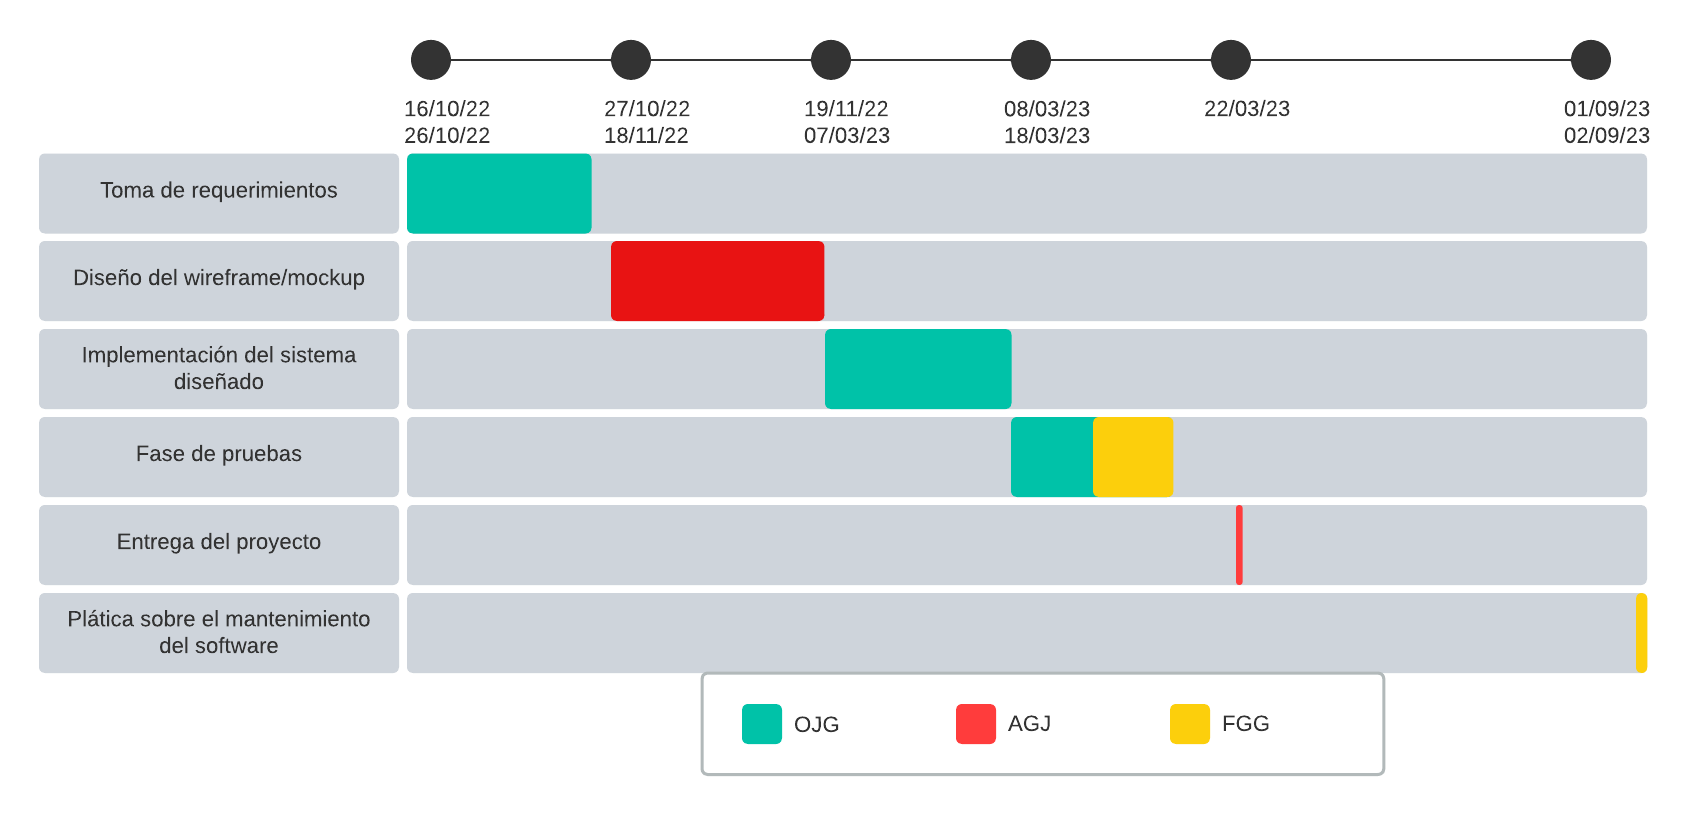 16/10/22
26/10/22
27/10/22
18/11/22
19/11/22
07/03/23
08/03/23
18/03/23
22/03/23
01/09/23
02/09/23
Toma de requerimientos
Diseño del wireframe/mockup
Implementación del sistema
diseñado
Fase de pruebas
Entrega del proyecto
Plática sobre el mantenimiento
del software
OJG
AGJ
FGG